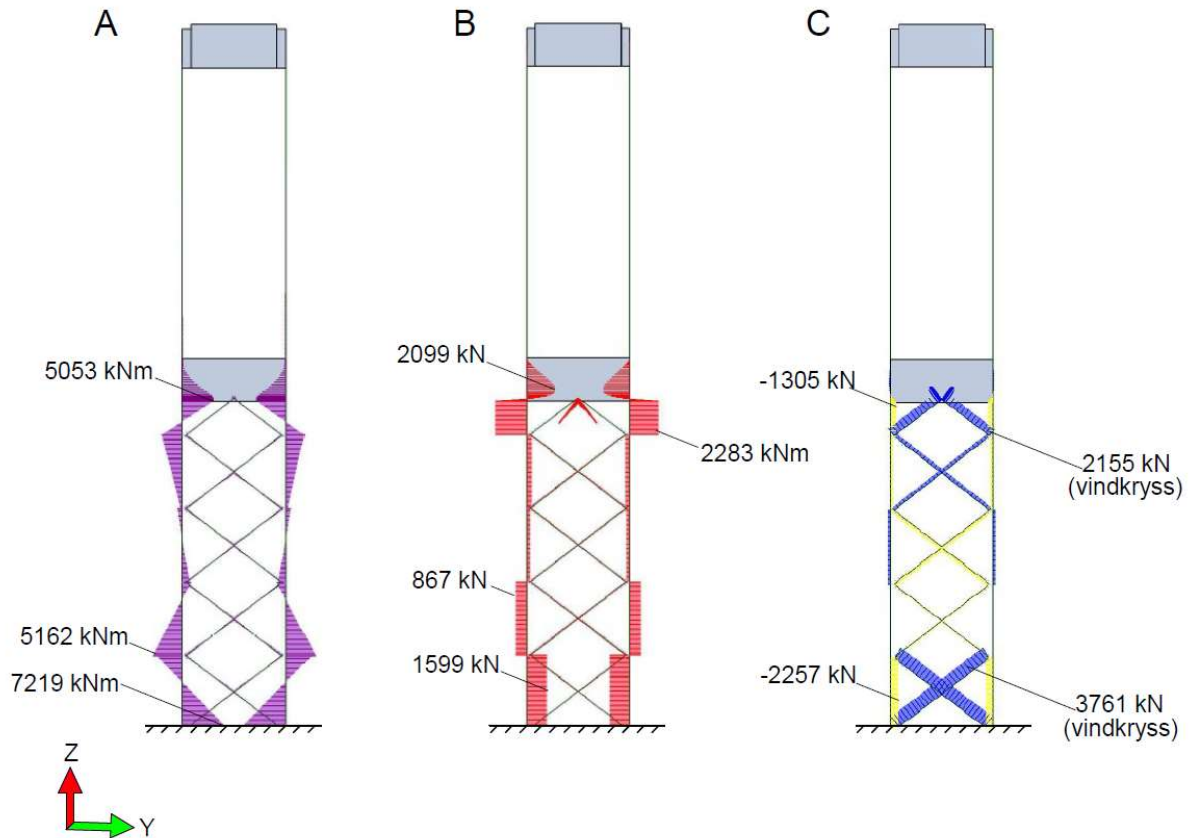 A
B
C
5053 kNm
2099 kN
-1305 kN
2283 kNm
2155 kN
(vindkryss)
867 kN
5162 kNm
1599 kN
7219 kNm
-2257 kN
3761 kN
(vindkryss)
Z
Y